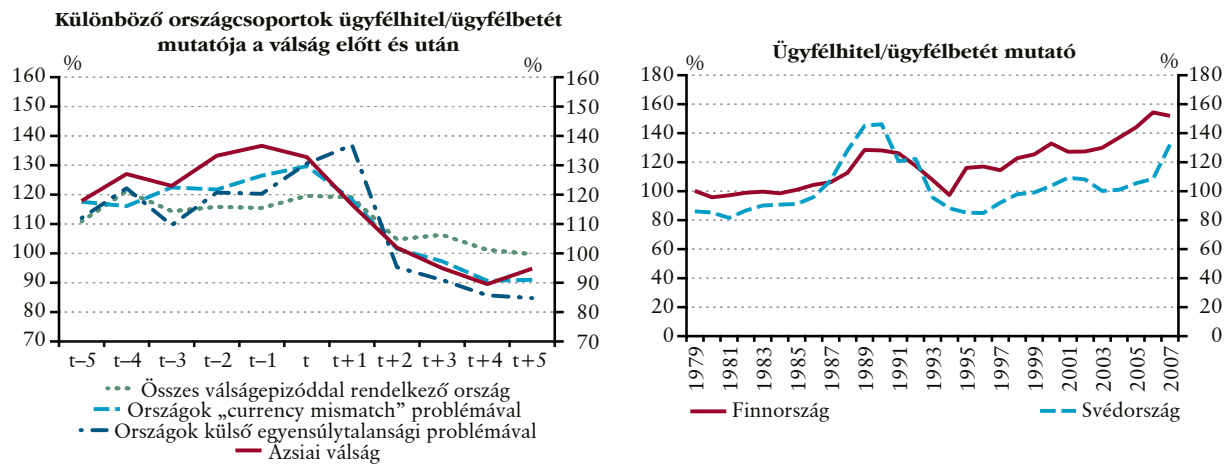 Különböző országcsoportok ügyfélhitel/ügyfélbetét
mutatója a válság előtt és után
% %
160 160
150 150
140 140
130 130
120 120
110 110
100 100
90 90
80 80
70 70
t–5 t–4 t–3 t–2 t–1 t t+1 t+2 t+3 t+4 t+5
Összes válságepizóddal rendelkező ország
Országok „currency mismatch” problémával
Országok külső egyensúlytalansági problémával
Ázsiai válság
Ügyfélhitel/ügyfélbetét mutató
% %
180 180
160 160
140 140
120 120
100 100
80 80
60 60
40 40
20 20
0 0
1979 1981 1983 1985 1987 1989 1991 1993 1995 1997 1999 2001 2003 2005 2007
Finnország Svédország